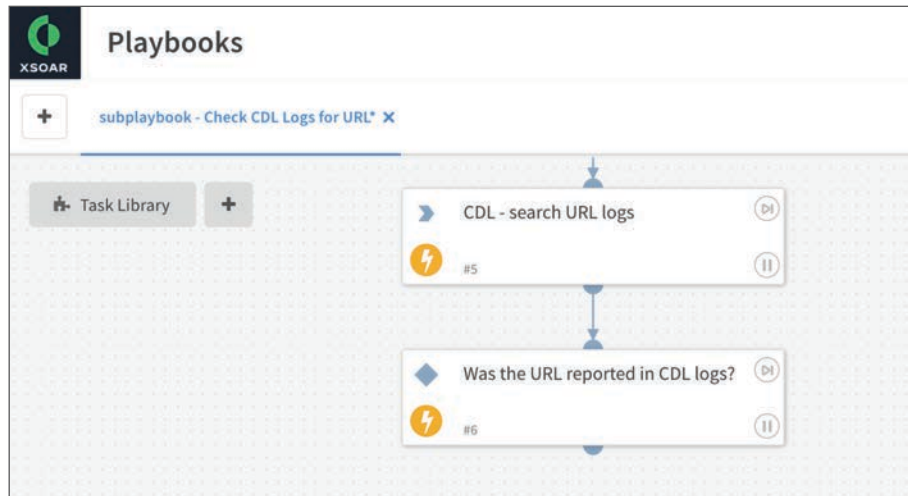 XSOAR
Playbooks
+
subplaybook - Check CDL Logs for URL* ×
Task Library
+
CDL - search URL logs
#5
Was the URL reported in CDL logs?
#6